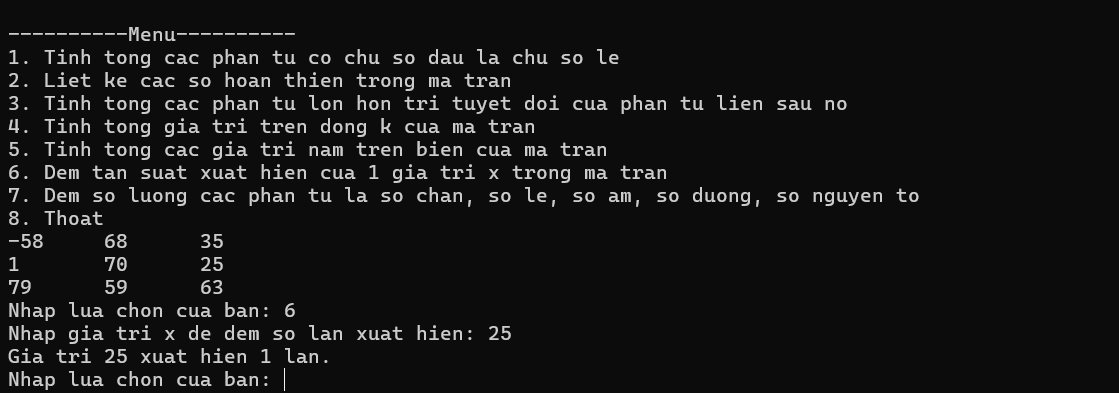 ----------Menu----------
1. Tinh tong cac phan tu co chu so dau la chu so le
2. Liet ke cac so hoan thien trong ma tran
3. Tinh tong cac phan tu lon hon tri tuyet doi cua phan tu lien sau no
4. Tinh tong gia tri tren dong k cua ma tran
5. Tinh tong cac gia tri nam tren bien cua ma tran
6. Dem tan suat xuat hien cua 1 gia tri x trong ma tran
7. Dem so luong cac phan tu la so chan, so le, so am, so duong, so nguyen to
8. Thoat
-58     68      35
1       70      25
79      59      63
Nhap lua chon cua ban: 6
Nhap gia tri x de dem so lan xuat hien: 25
Gia tri 25 xuat hien 1 lan.
Nhap lua chon cua ban: